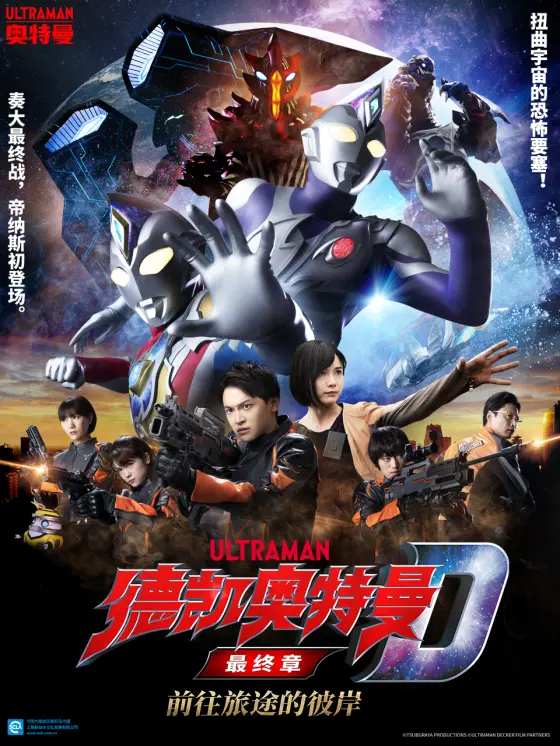 ULTRAMAN
奥特曼
扭曲宇宙的恐怖要塞!
奏大最终战,帝纳斯初登场。
ULTRAMAN
德凯奥特曼
D
最终章
前往旅途的彼岸
©TSUBURAYA PRODUCTIONS ©ULTRAMAN DECKER FILM PARTNERS